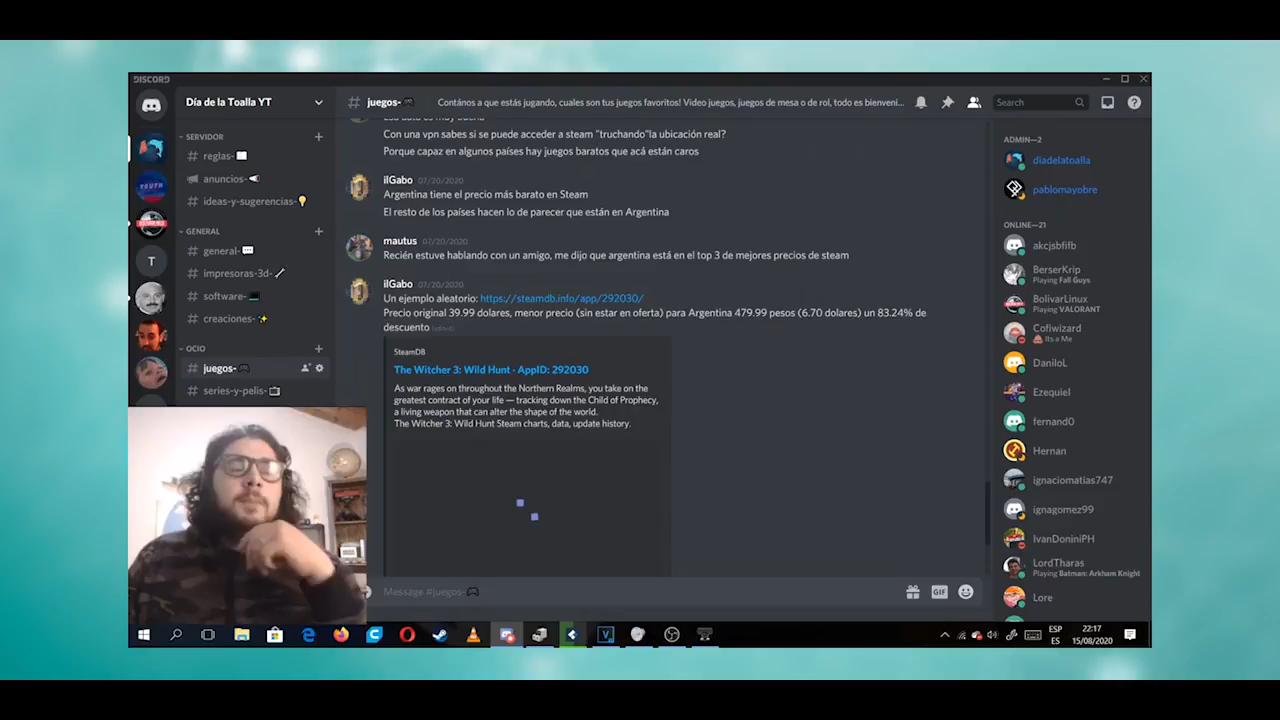 DISCORD
Día de la Toalla YT
SERVIDOR
reglas-
anuncios-
ideas-y-sugerencias-
GENERAL
general-
impresoras-3d-
software-
creaciones-
OCIO
juegos-
series-y-pelis-
juegos-
Contános a que estás jugando, cuales son tus juegos favoritos! Video juegos, juegos de mesa o de rol, todo es bienveni...
Search
Con una vpn sabes si se puede acceder a steam "truchando"la ubicación real?
Porque capaz en algunos países hay juegos baratos que acá están caros
ilGabo 07/20/2020
Argentina tiene el precio más barato en Steam
El resto de los países hacen lo de parecer que están en Argentina
mautus 07/20/2020
Recién estuve hablando con un amigo, me dijo que argentina está en el top 3 de mejores precios de steam
ilGabo 07/20/2020
Un ejemplo aleatorio: https://steamdb.info/app/292030/
Precio original 39.99 dolares, menor precio (sin estar en oferta) para Argentina 479.99 pesos (6.70 dolares) un 83.24% de
descuento (edited)
SteamDB
The Witcher 3: Wild Hunt · AppID: 292030
As war rages on throughout the Northern Realms, you take on the
greatest contract of your life — tracking down the Child of Prophecy,
a living weapon that can alter the shape of the world.
The Witcher 3: Wild Hunt Steam charts, data, update history.
Message #juegos-
GIF
ADMIN—2
diadelatoalla
pablomayobre
ONLINE—21
akcjsbfifb
BerserKrip
Playing Fall Guys
BolivarLinux
Playing VALORANT
Cofiwizard
Its a Me
DaniloL
Ezequiel
fernand0
Hernan
ignaciomatias747
ignagomez99
IvanDoniniPH
LordTharas
Playing Batman: Arkham Knight
Lore
YOUTH
T
ESP
ES
22:17
15/08/2020